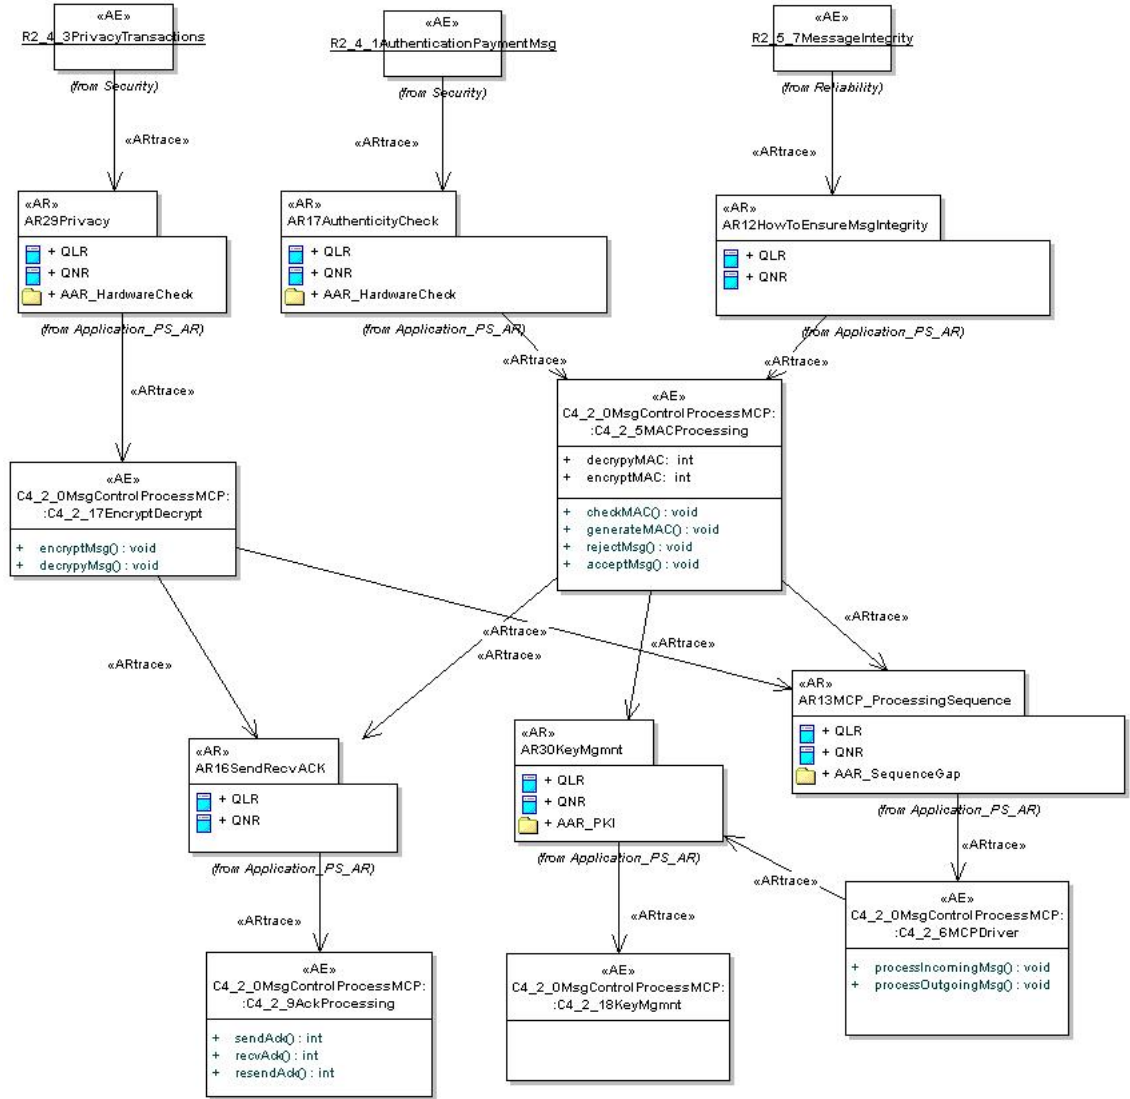 «AE»
R2_4_3PrivacyTransactions
(from Security)
«AE»
R2_4_1AuthenticationPaymentMsg
(from Security)
«AE»
R2_5_7MessageIntegrity
(from Reliability)
«ARtrace»
«ARtrace»
«ARtrace»
«AR»
AR29Privacy
+ QLR
+ QNR
+ AAR_HardwareCheck
(from Application_PS_AR)
«AR»
AR17AuthenticityCheck
+ QLR
+ QNR
+ AAR_HardwareCheck
(from Application_PS_AR)
«AR»
AR12HowToEnsureMsgIntegrity
+ QLR
+ QNR
(from Application_PS_AR)
«ARtrace»
«ARtrace»
«ARtrace»
«AE»
C4_2_0MsgControlProcessMCP:
:C4_2_5MACProcessing
+ decrypyMAC: int
+ encryptMAC: int
+ checkMAC() : void
+ generateMAC() : void
+ rejectMsg() : void
+ acceptMsg() : void
«AE»
C4_2_0MsgControlProcessMCP:
:C4_2_17EncryptDecrypt
+ encryptMsg() : void
+ decrypyMsg() : void
«ARtrace»
«ARtrace»
«ARtrace»
«ARtrace»
«ARtrace»
«AR»
AR16SendRecvACK
+ QLR
+ QNR
(from Application_PS_AR)
«AR»
AR30KeyMgmnt
+ QLR
+ QNR
+ AAR_PKI
(from Application_PS_AR)
«AR»
AR13MCP_ProcessingSequence
+ QLR
+ QNR
+ AAR_SequenceGap
(from Application_PS_AR)
«ARtrace»
«ARtrace»
«ARtrace»
«ARtrace»
«AE»
C4_2_0MsgControlProcessMCP:
:C4_2_9AckProcessing
+ sendAck() : int
+ recvAck() : int
+ resendAck() : int
«AE»
C4_2_0MsgControlProcessMCP:
:C4_2_18KeyMgmnt
«AE»
C4_2_0MsgControlProcessMCP:
:C4_2_6MCPDriver
+ processIncomingMsg() : void
+ processOutgoingMsg() : void